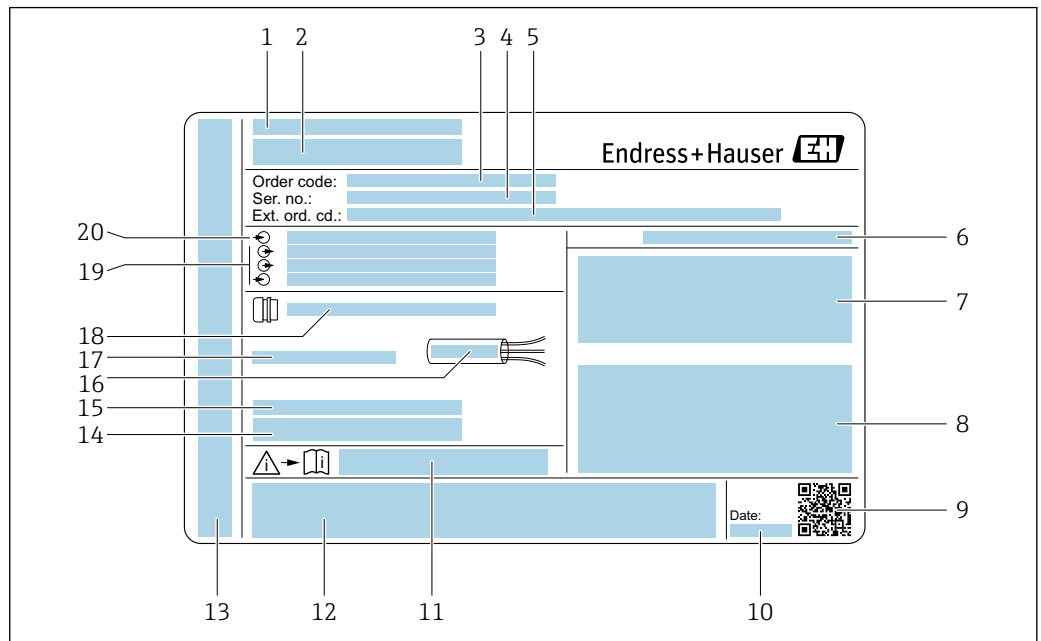 1 2 3 4 5
Endress+Hauser EH
Order code:
Ser. no.:
Ext. ord. cd.:
20
6
19
7
18
17
16
15
14
8
i i
Date:
9
13 12 11 10